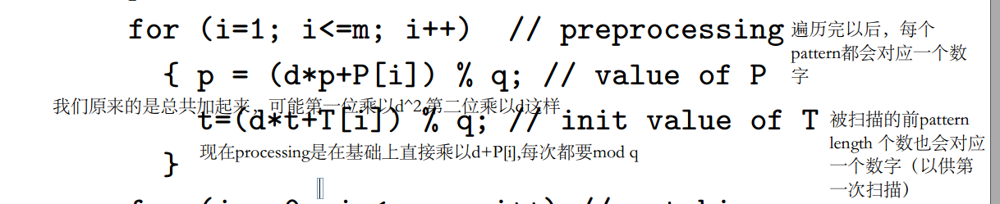 for (i=1; i<=m; i++) // preprocessing
遍历完以后，每个
pattern都会对应一个数
字
{ p = (d*p+P[i]) % q; // value of P
我们原来的是总共加起来，可能第一位乘以d^2,第二位乘以d这样
t=(d*t+T[i]) % q; // init value of T
被扫描的前pattern
length 个数也会对应
一个数字（以供第
一次扫描）
现在processing是在基础上直接乘以d+P[i],每次都要mod q
}